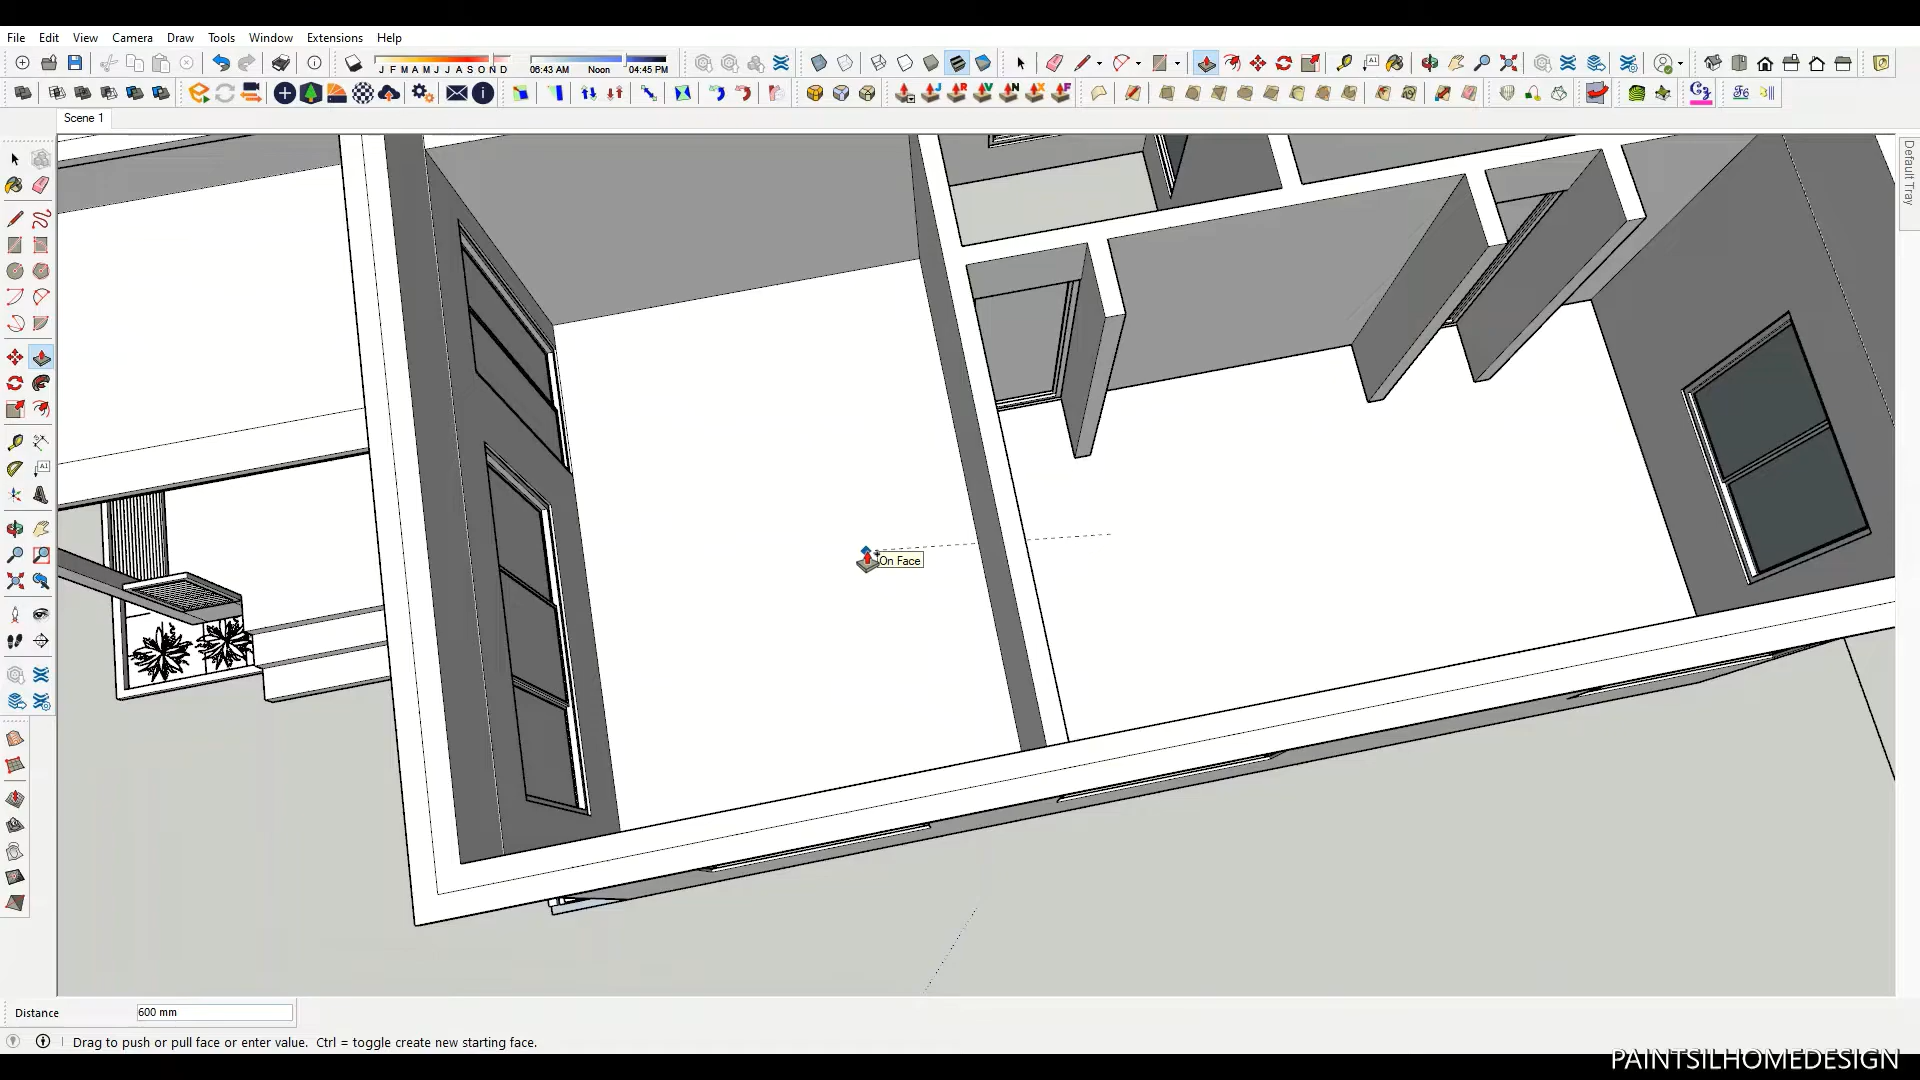 File Edit View Camera Draw Tools Window Extensions Help
J F M A M J J A S O N D
06:43 AM Noon 04:45 PM
J R V N X F
Scene 1
Default Tray
On Face
Distance 600 mm
Drag to push or pull face or enter value. Ctrl = toggle create new starting face.
PAINTSILHOMEDESIGN